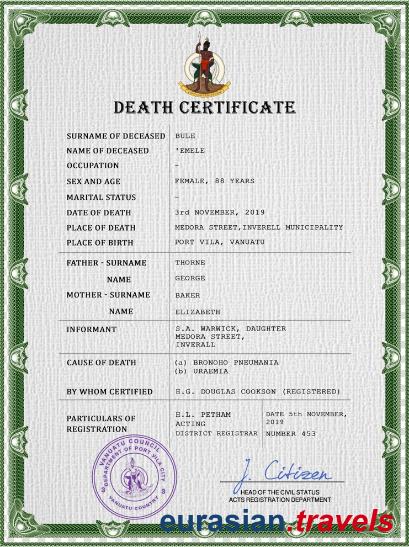 DEATH CERTIFICATE
SURNAME OF DECEASED BULE
NAME OF DECEASED 'EMELE
OCCUPATION –
SEX AND AGE FEMALE, 88 YEARS
MARITAL STATUS –
DATE OF DEATH 3rd NOVEMBER, 2019
PLACE OF DEATH MEDORA STREET,INVERELL MUNICIPALITY
PLACE OF BIRTH PORT VILA, VANUATU
FATHER - SURNAME THORNE
NAME GEORGE
MOTHER - SURNAME BAKER
NAME ELIZABETH
INFORMANT S.A. WARWICK, DAUGHTER
MEDORA STREET,
INVERALL
CAUSE OF DEATH (a) BRONOHO PNEUMANIA
(b) URAEMIA
BY WHOM CERTIFIED H.G. DOUGLAS COOKSON (REGISTERED)
PARTICULARS OF
REGISTRATION
H.L. PETHAM
ACTING
DISTRICT REGISTRAR
DATE 5th NOVEMBER,
2019
NUMBER 453
VANUATU COUNCIL
DEPARTMENT OF PORT VILA CITY
VANUATU COUNTRY
J. Citizen
HEAD OF THE CIVIL STATUS
ACTS REGISTRATION DEPARTMENT
eurasian.travels